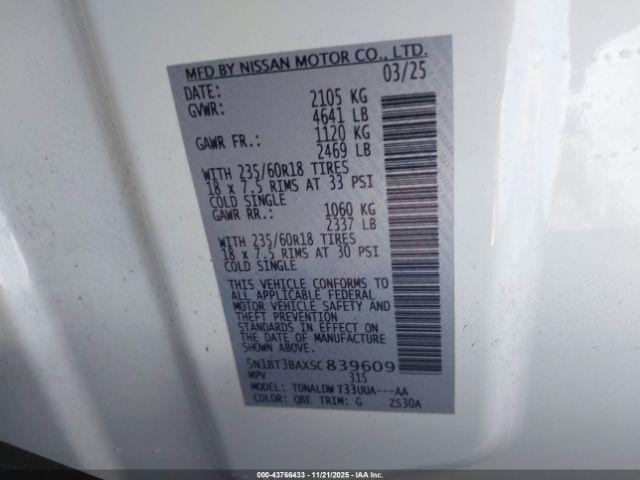 MFD BY NISSAN MOTOR CO., LTD.
DATE: 03/25
GVWR: 2105 KG
4641 LB
GAWR FR.: 1120 KG
2469 LB
WITH 235/60R18 TIRES
18 x 7.5 RIMS AT 33 PSI
COLD SINGLE
GAWR RR.: 1060 KG
2337 LB
WITH 235/60R18 TIRES
18 x 7.5 RIMS AT 30 PSI
COLD SINGLE
THIS VEHICLE CONFORMS TO
ALL APPLICABLE FEDERAL
MOTOR VEHICLE SAFETY AND
THEFT PREVENTION
STANDARDS IN EFFECT ON
THE DATE OF MANUFACTURE
SHOWN ABOVE.
5N1BT3BAXSC 839609
MPV 315
MODEL: TDNALDW T33UUA---AA
COLOR: QBE TRIM: G ZS30A
000-43766433 — 11/21/2025 — IAA Inc.